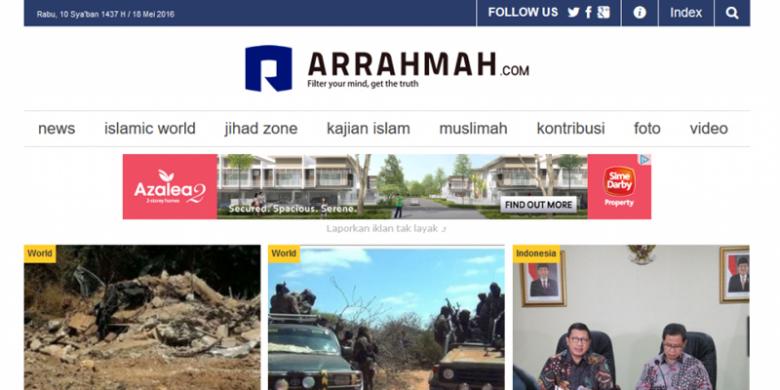 Rabu, 10 Sya'ban 1437 H / 18 Mei 2016
FOLLOW US
Index
ARRAHMAH.COM
Filter your mind, get the truth
news islamic world jihad zone kajian islam muslimah kontribusi foto video
Azalea2
2-storey homes
Secured. Spacious. Serene.
FIND OUT MORE
Sime Darby
Property
Laporkan iklan tak layak
World
World
Indonesia